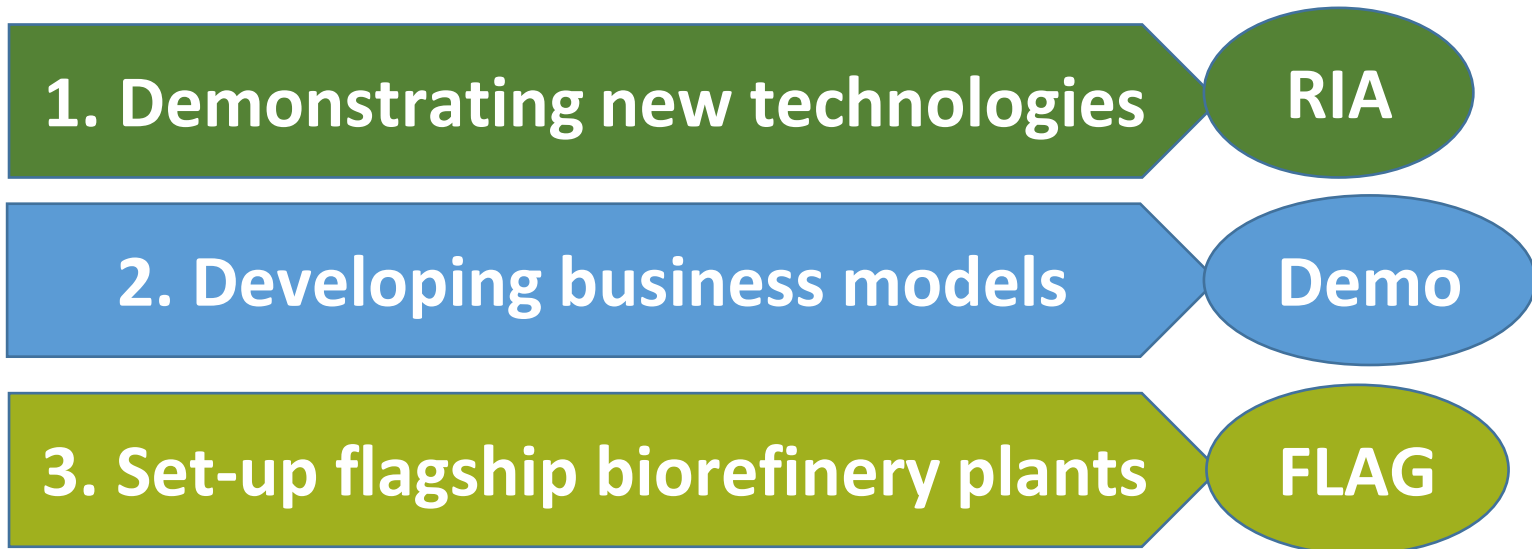 1. Demonstrating new technologies
RIA
2. Developing business models
Demo
3. Set-up flagship biorefinery plants
FLAG